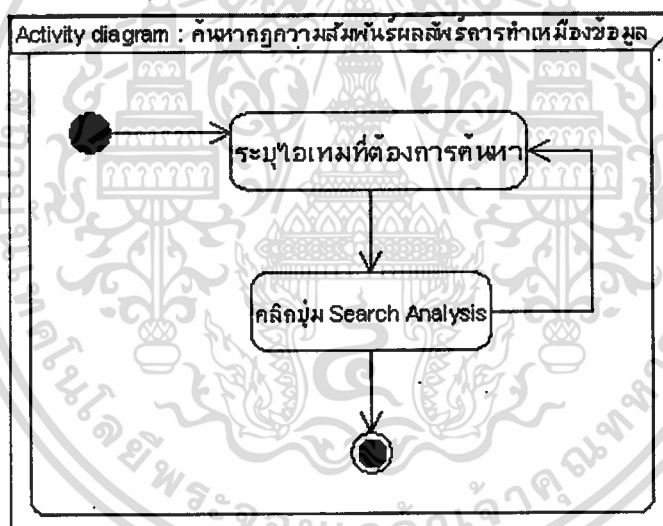 Activity diagram : ค้นหากฎความสัมพันธ์ผลลัพธ์การทำเหมืองข้อมูล
ระบุไอเทมที่ต้องการค้นหา
คลิกปุ่ม Search Analysis